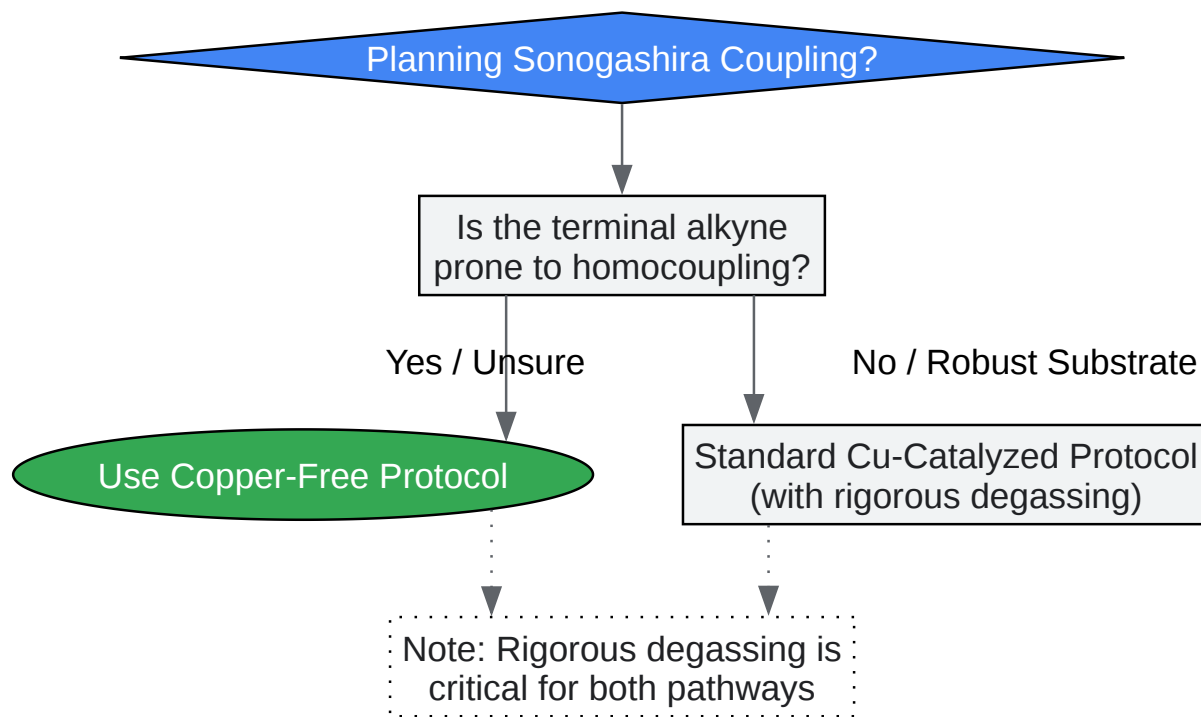 Planning Sonogashira Coupling?
Is the terminal alkyne
prone to homocoupling?
Yes / Unsure
No / Robust Substrate
Use Copper-Free Protocol
Standard Cu-Catalyzed Protocol
(with rigorous degassing)
Note: Rigorous degassing is
critical for both pathways